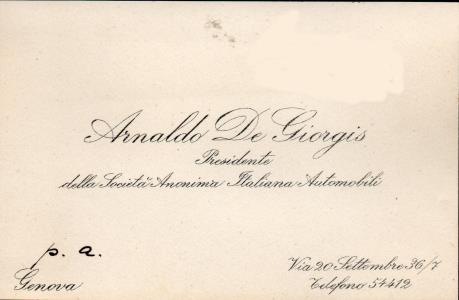 Arnaldo De Giorgis
Presidente
della Società Anonima Italiana Automobili
p. a.
Genova
Via 20 Settembre 36/7
Telefono 54412